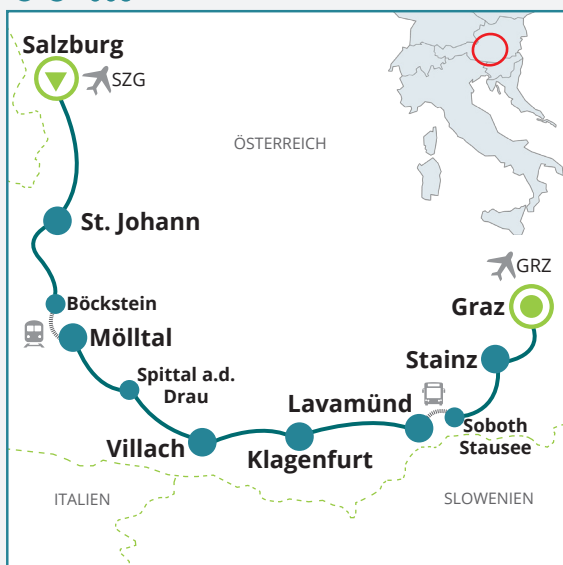 Salzburg
SZG
ÖSTERREICH
St. Johann
GRZ
Böckstein
Graz
Mölltal
Stainz
Spittal a.d.
Drau
Lavamünd
Soboth
Stausee
Villach
Klagenfurt
ITALIEN
SLOWENIEN